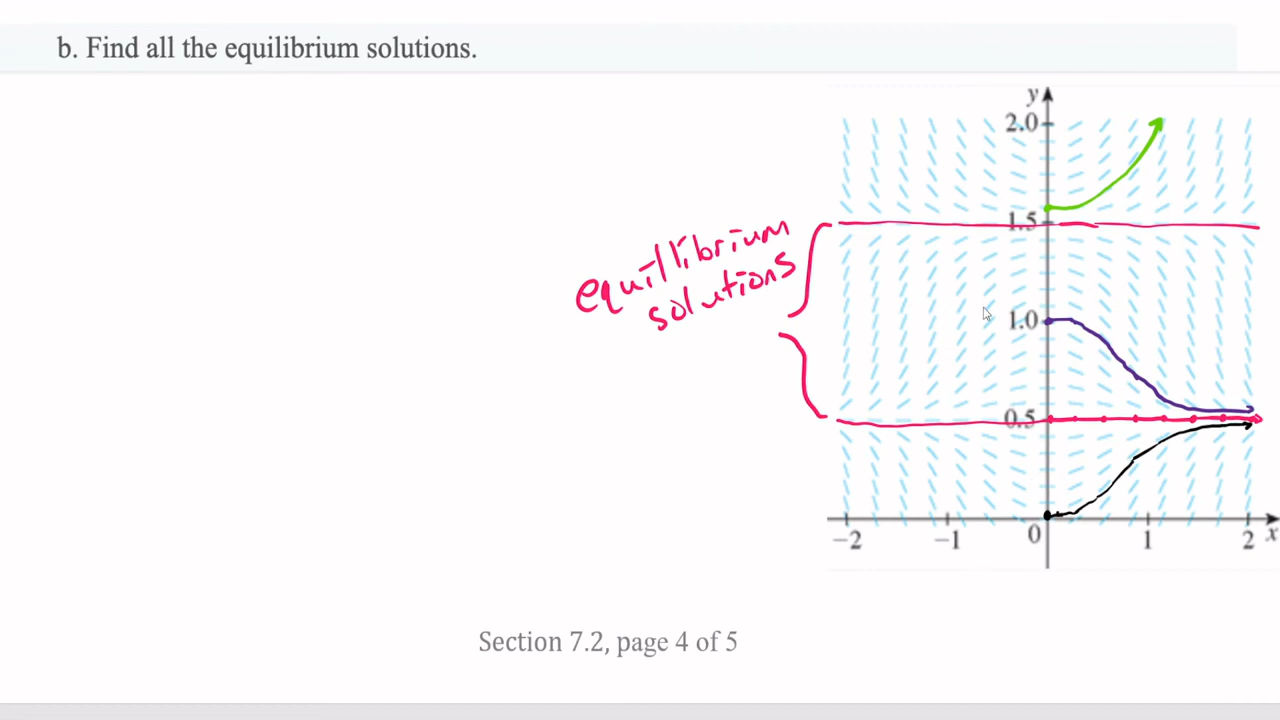 b. Find all the equilibrium solutions.
y
2.0
1.5
equilibrium
solutions
1.0
0.5
-2
-1
0
1
2
x
Section 7.2, page 4 of 5